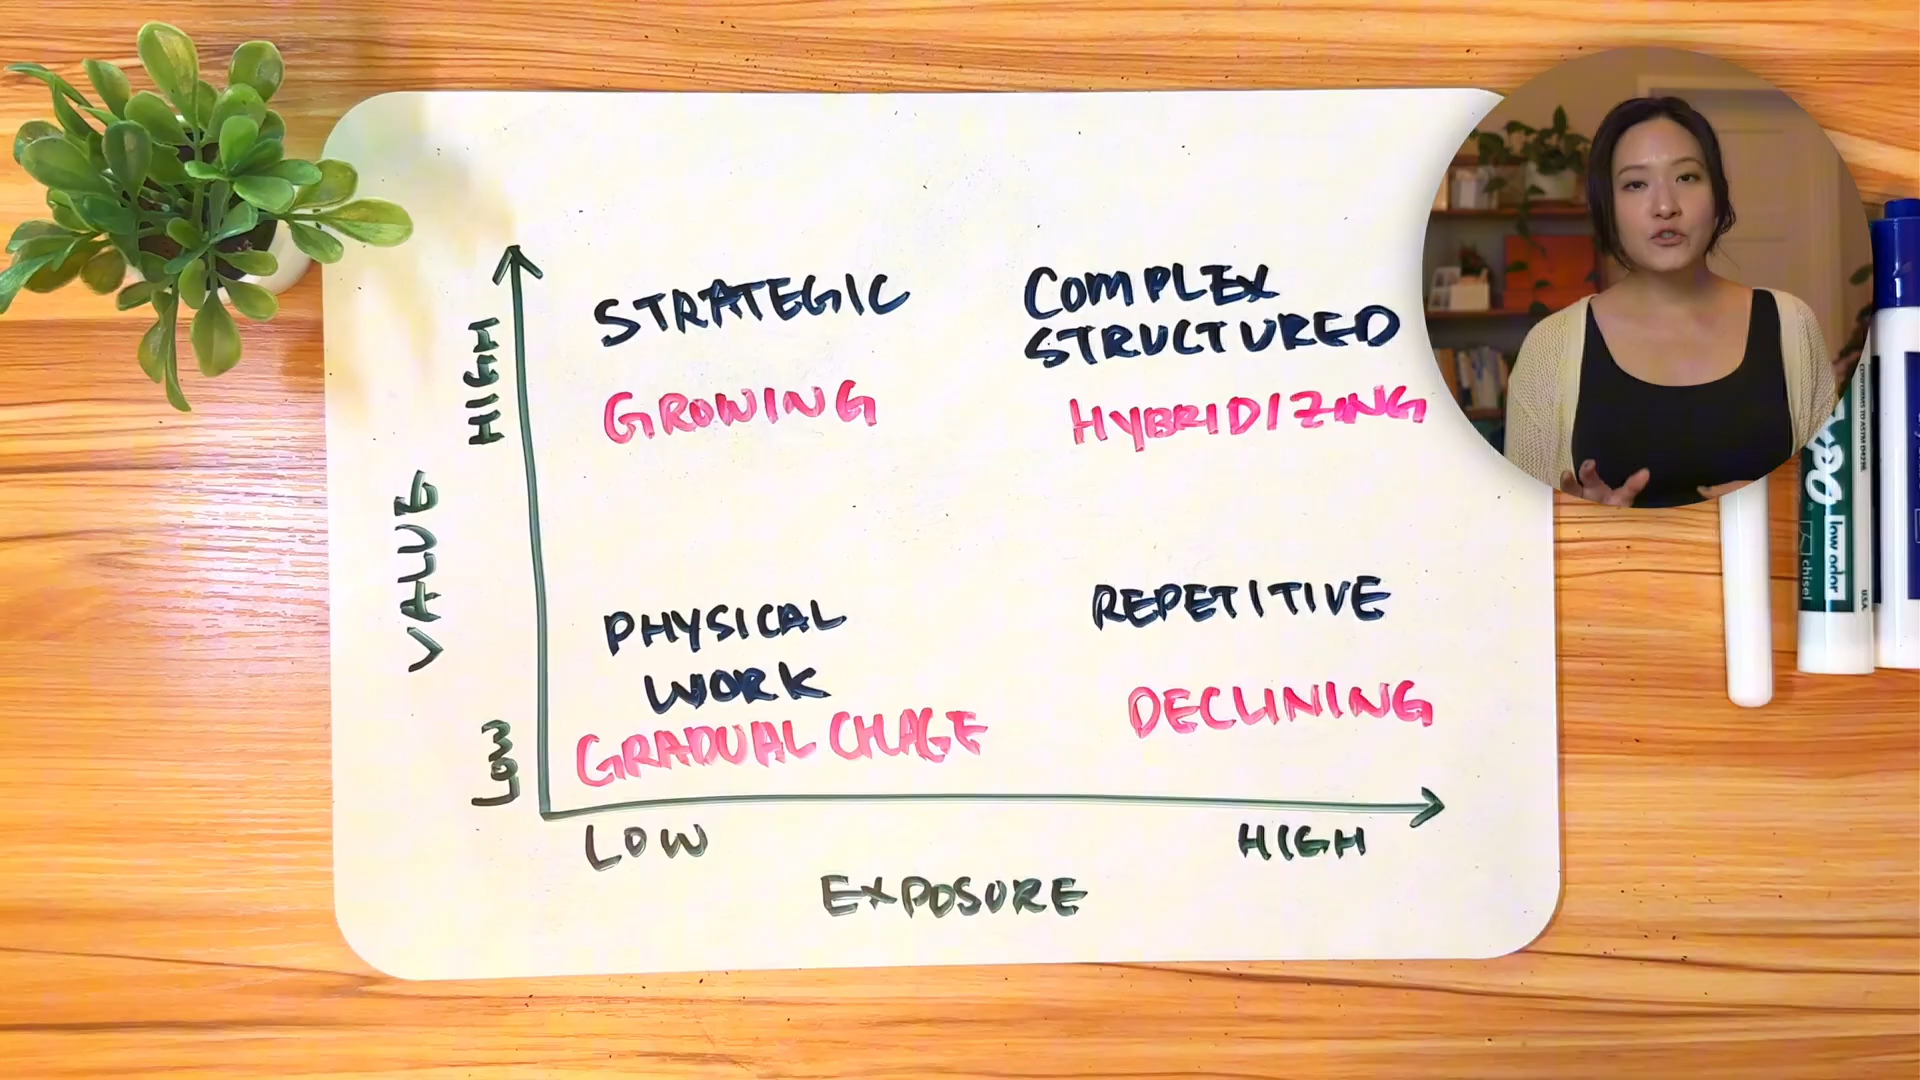 STRATEGIC
COMPLEX
STRUCTURED
GROWING
HYBRIDIZING
HIGH
VALUE
PHYSICAL
WORK
GRADUAL CHAGE
REPETITIVE
DECLINING
LOW
LOW
HIGH
EXPOSURE
low odor
chisel
USA